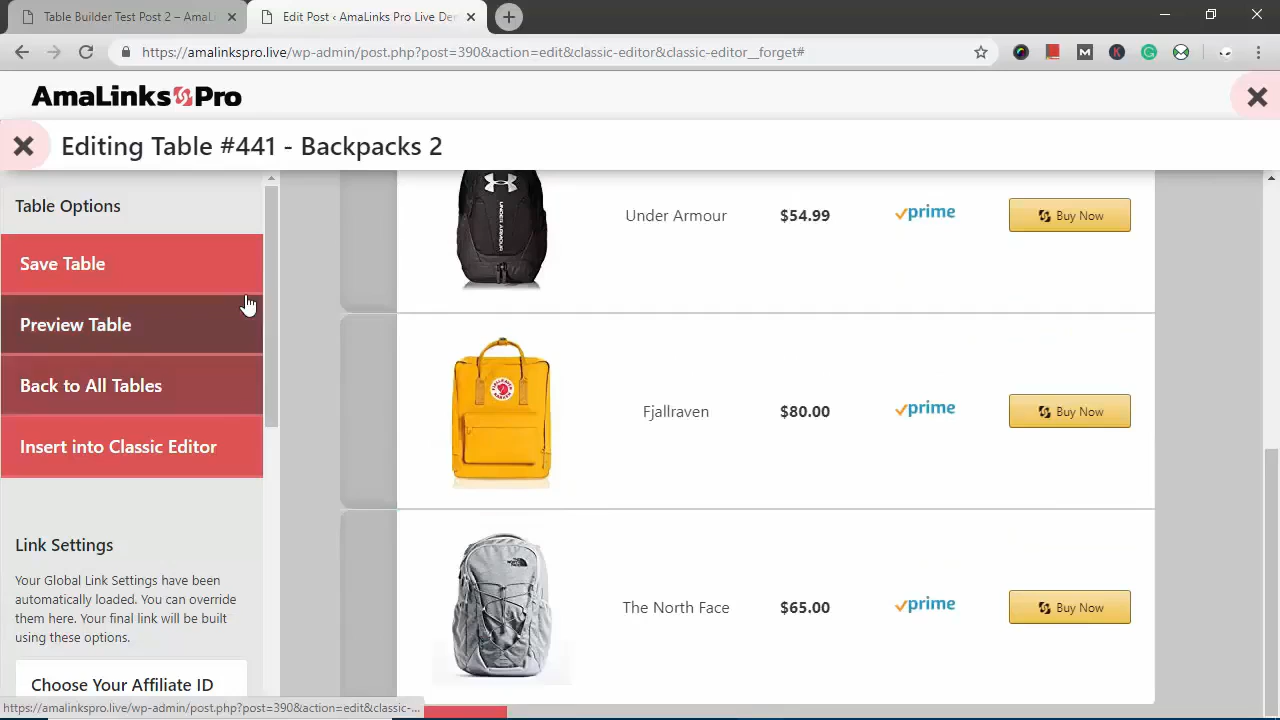 Table Builder Test Post 2 – AmaLi
Edit Post ‹ AmaLinks Pro Live Der
https://amalinkspro.live/wp-admin/post.php?post=390&action=edit&classic-editor&classic-editor__forget#
AmaLinks Pro
Editing Table #441 - Backpacks 2
Table Options
Save Table
Preview Table
Back to All Tables
Insert into Classic Editor
Link Settings
Your Global Link Settings have been
automatically loaded. You can override
them here. Your final link will be built
using these options.
Choose Your Affiliate ID
UNDER ARMOUR
Under Armour
$54.99
prime
Buy Now
Fjallraven
$80.00
prime
Buy Now
The North Face
$65.00
prime
Buy Now
https://amalinkspro.live/wp-admin/post.php?post=390&action=edit&classic-...